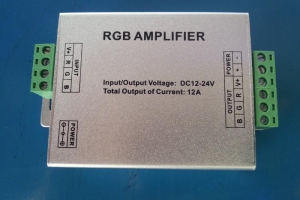 RGB AMPLIFIER
INPUT
V+ R G B
Input/Output Voltage: DC12-24V
Total Output of Current: 12A
POWER
OUTPUT
B G R V+ V+ -
POWER